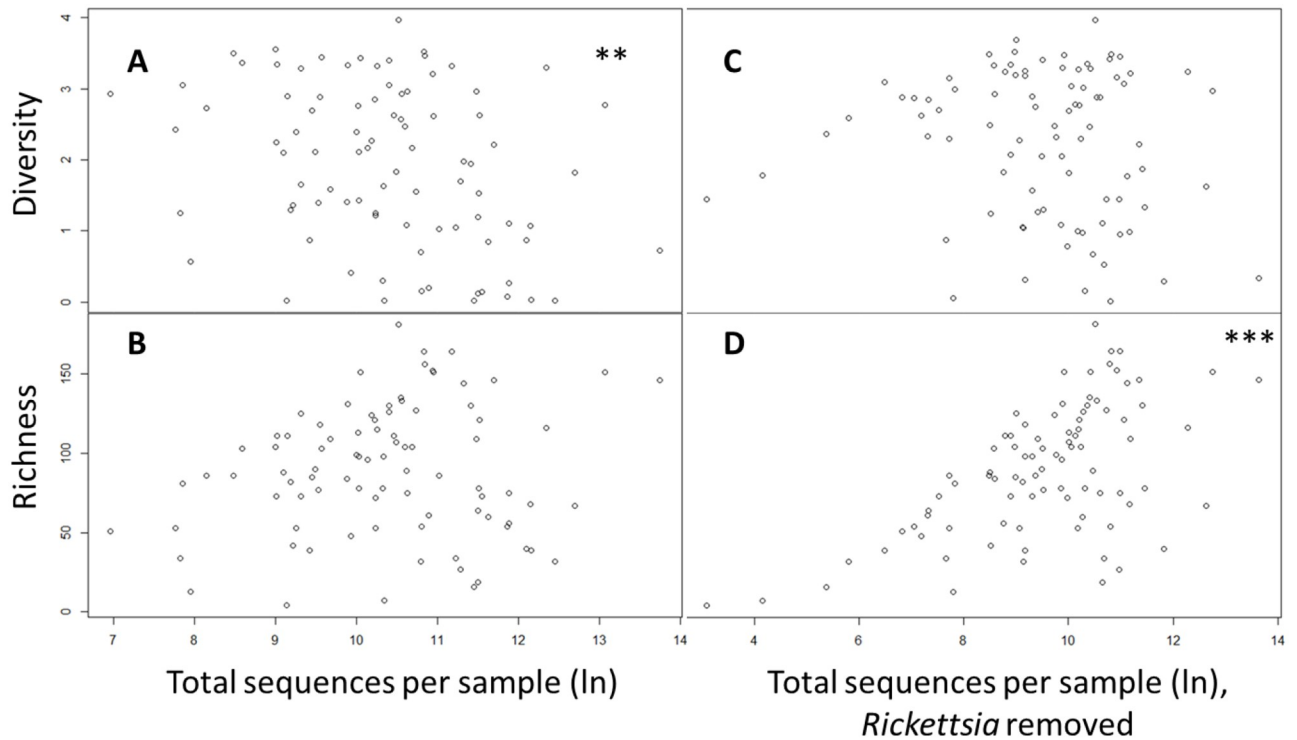 4
3
2
1
0
Diversity
A
**
C
150
100
50
0
Richness
B
D
***
7 8 9 10 11 12 13 14
4 6 8 10 12 14
Total sequences per sample (ln)
Total sequences per sample (ln),
Rickettsia removed